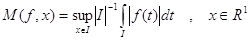 M(f,x) = sup_{x∈I} |I|^{-1} ∫_I |f(t)|dt , x ∈ R^1